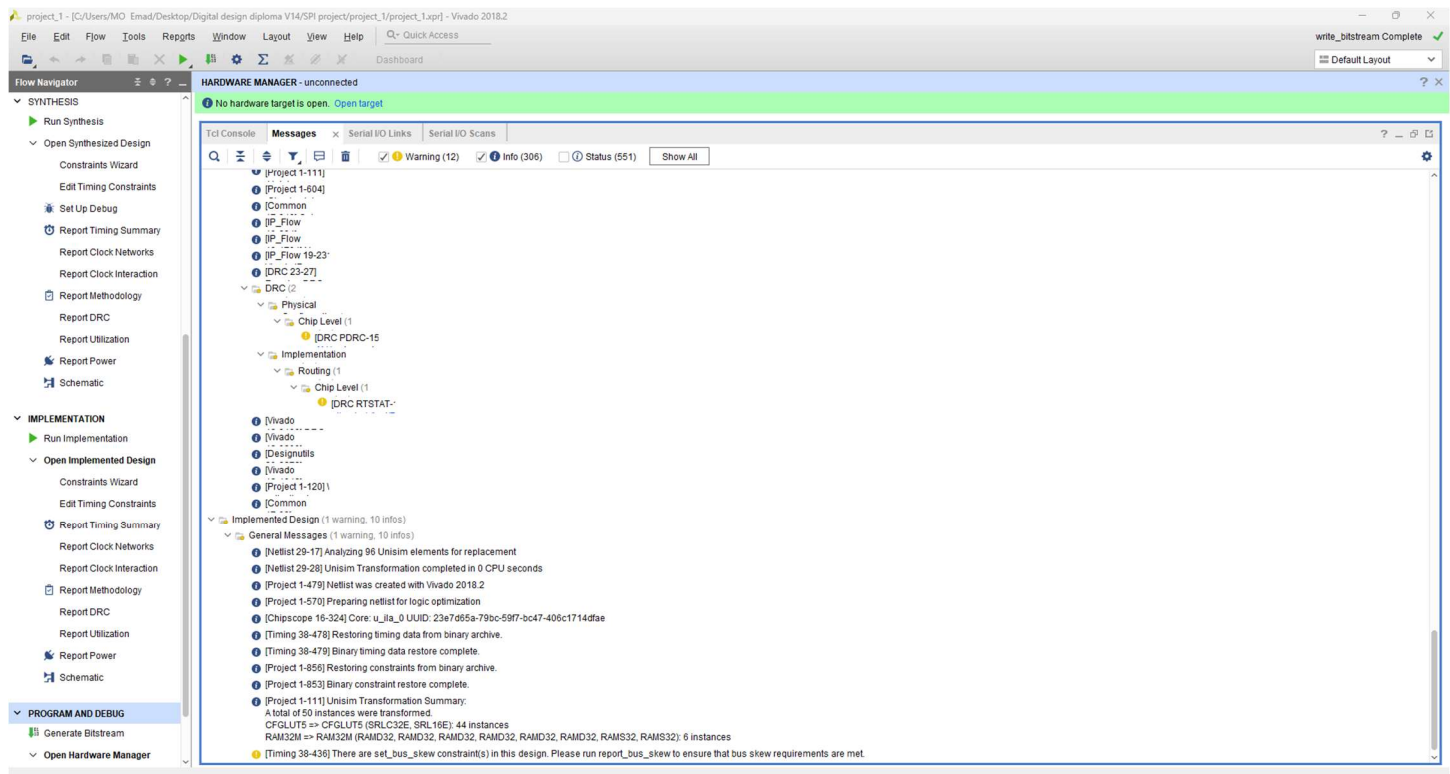 project_1 - [C:/Users/MO Emad/Desktop/Digital design diploma V14/SPI project/project_1/project_1.xpr] - Vivado 2018.2
File Edit Flow Tools Reports Window Layout View Help Q- Quick Access
write_bitstream Complete
Dashboard
Default Layout
Flow Navigator
SYNTHESIS
Run Synthesis
Open Synthesized Design
Constraints Wizard
Edit Timing Constraints
Set Up Debug
Report Timing Summary
Report Clock Networks
Report Clock Interaction
Report Methodology
Report DRC
Report Utilization
Report Power
Schematic
IMPLEMENTATION
Run Implementation
Open Implemented Design
Constraints Wizard
Edit Timing Constraints
Report Timing Summary
Report Clock Networks
Report Clock Interaction
Report Methodology
Report DRC
Report Utilization
Report Power
Schematic
PROGRAM AND DEBUG
Generate Bitstream
Open Hardware Manager
HARDWARE MANAGER - unconnected
No hardware target is open. Open target
Tcl Console Messages Serial I/O Links Serial I/O Scans
Warning (12) Info (306) Status (551) Show All
[Project 1-111]
[Project 1-604]
[Common
[IP_Flow
[IP_Flow
[IP_Flow 19-23
[DRC 23-27]
DRC (2
Physical
Chip Level (1
[DRC PDRC-15
Implementation
Routing (1
Chip Level (1
[DRC RTSTAT-
[Vivado
[Vivado
[Designutils
[Vivado
[Project 1-120]
[Common
Implemented Design (1 warning, 10 infos)
General Messages (1 warning, 10 infos)
[Netlist 29-17] Analyzing 96 Unisim elements for replacement
[Netlist 29-28] Unisim Transformation completed in 0 CPU seconds
[Project 1-479] Netlist was created with Vivado 2018.2
[Project 1-570] Preparing netlist for logic optimization
[Chipscope 16-324] Core: u_ila_0 UUID: 23e7d65a-79bc-59f7-bc47-406c1714dfae
[Timing 38-478] Restoring timing data from binary archive.
[Timing 38-479] Binary timing data restore complete.
[Project 1-856] Restoring constraints from binary archive.
[Project 1-853] Binary constraint restore complete.
[Project 1-111] Unisim Transformation Summary:
A total of 50 instances were transformed.
CFGLUT5 => CFGLUT5 (SRLC32E, SRL16E): 44 instances
RAM32M => RAM32M (RAMD32, RAMD32, RAMD32, RAMD32, RAMD32, RAMD32, RAMS32, RAMS32): 6 instances
[Timing 38-436] There are set_bus_skew constraint(s) in this design. Please run report_bus_skew to ensure that bus skew requirements are met.